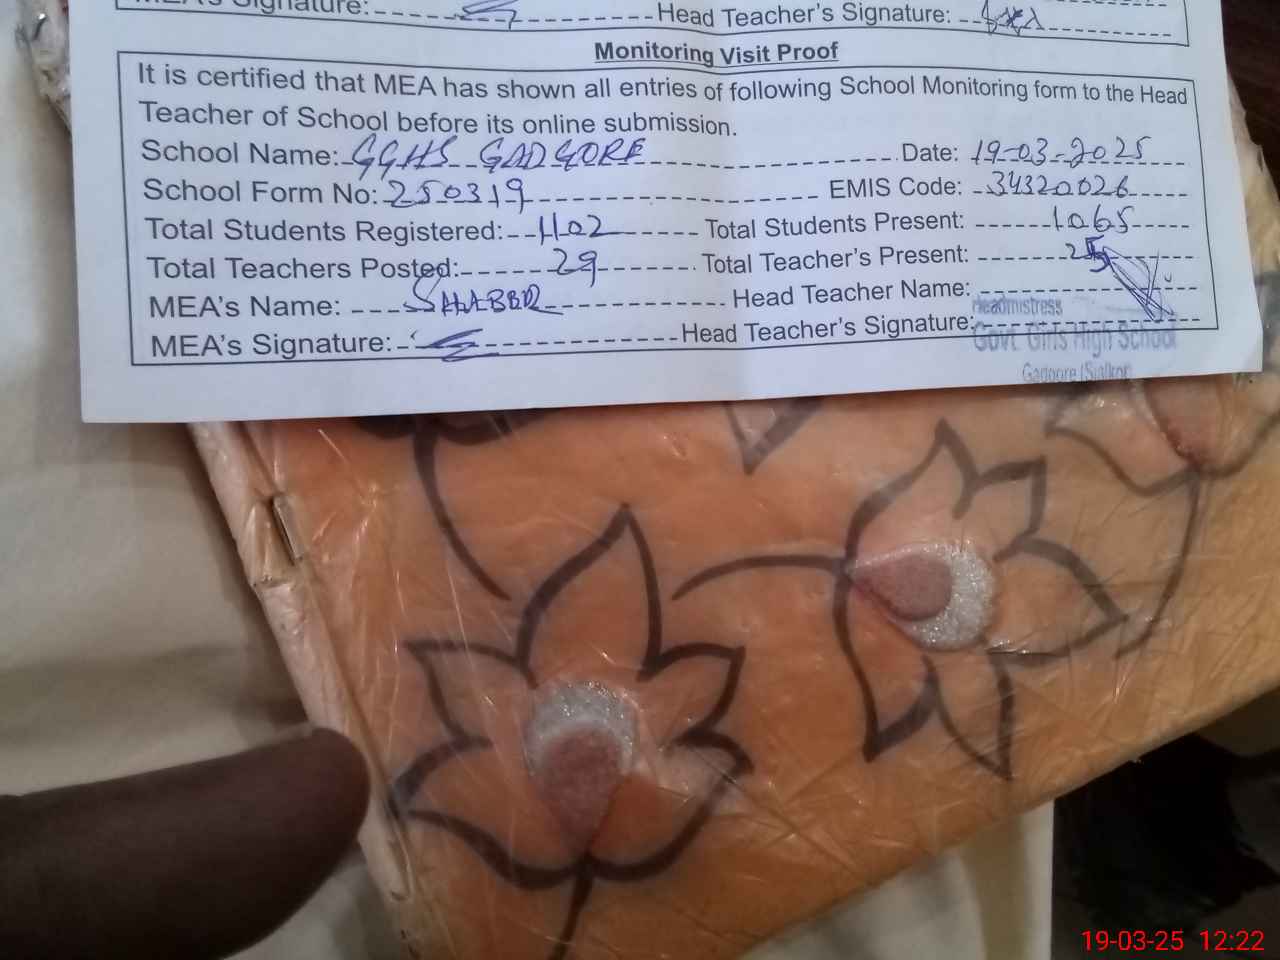 MEA's Signature: Head Teacher's Signature:
Monitoring Visit Proof
It is certified that MEA has shown all entries of following School Monitoring form to the Head
Teacher of School before its online submission.
School Name: GGHS GADGORE Date: 19-03-2025
School Form No: 250319 EMIS Code: 34320026
Total Students Registered: 1102 Total Students Present: 1065
Total Teachers Posted: 29 Total Teacher's Present: 25
MEA's Name: SHABBIR Head Teacher Name:
MEA's Signature: Head Teacher's Signature:
Headmistress
Govt. Girls High School
Gadgore (Sialkot)
19-03-25 12:22